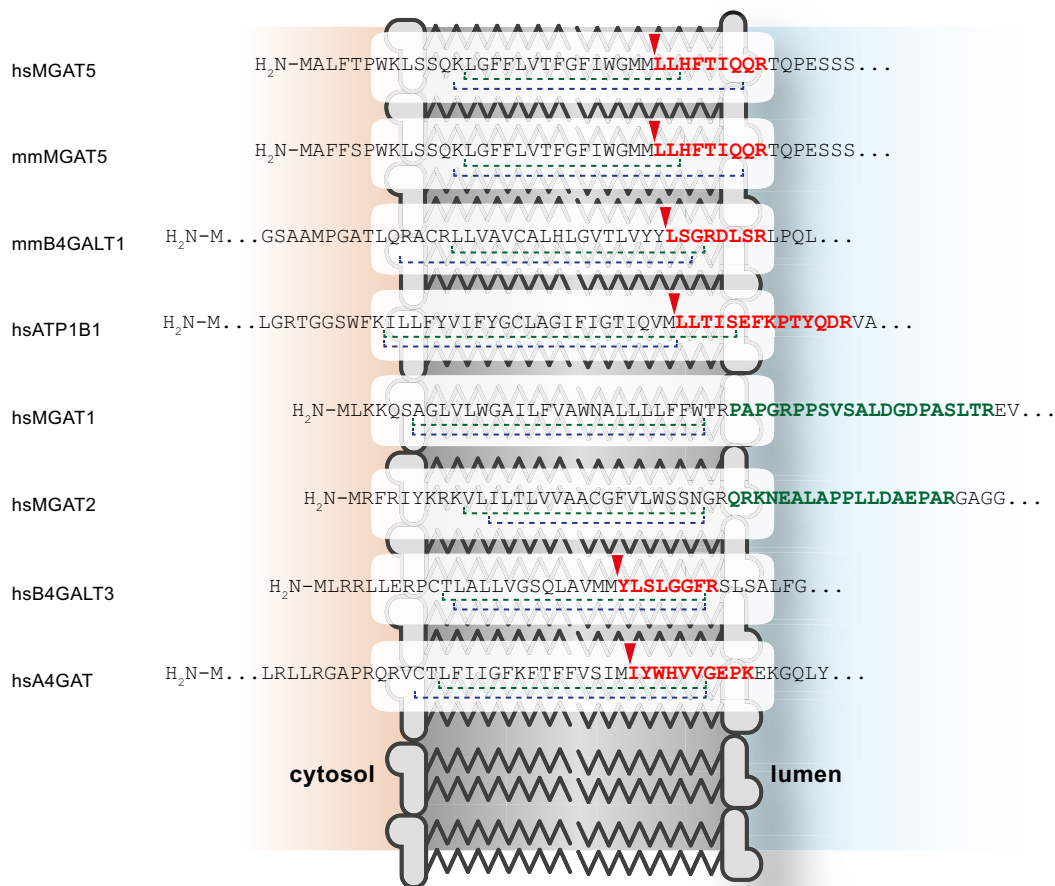 hsMGAT5 H₂N–MALFTPWKLSSQKLGFFLVTFGFIWGMMLLHFTIQQRTQPESSS...
mmMGAT5 H₂N–MAFFSPWKLSSQKLGFFLVTFGFIWGMMLLHFTIQQRTQPESSS...
mmB4GALT1 H₂N–M...GSAAMPGATLQRACRLLVAVCALHLGVTLVYYLSGRDLSRLPQL...
hsATP1B1 H₂N–M...LGRTGGSWFKILLFYVIFYGCLAGIFIGTIQVMLLTISEFKPTYQDRVA...
hsMGAT1 H₂N–MLKKQSAGLVLWGAILFVAWNALLLLFFWTRPAPGRPPSVSALDGDPASLTREV...
hsMGAT2 H₂N–MRFRIYKRKVLILTLVVAACGFVLWSSNGRQRKNEALAPPLLDAEPARGAGG...
hsB4GALT3 H₂N–MLRRLLERPCTLALLVGSQLAVMMYLSLGGFRSLSALFG...
hsA4GAT H₂N–M...LRLLRGAPRQRVCTLFIIGFKFTFFVSIMIYWHVVGEPKEKGQLY...
cytosol lumen